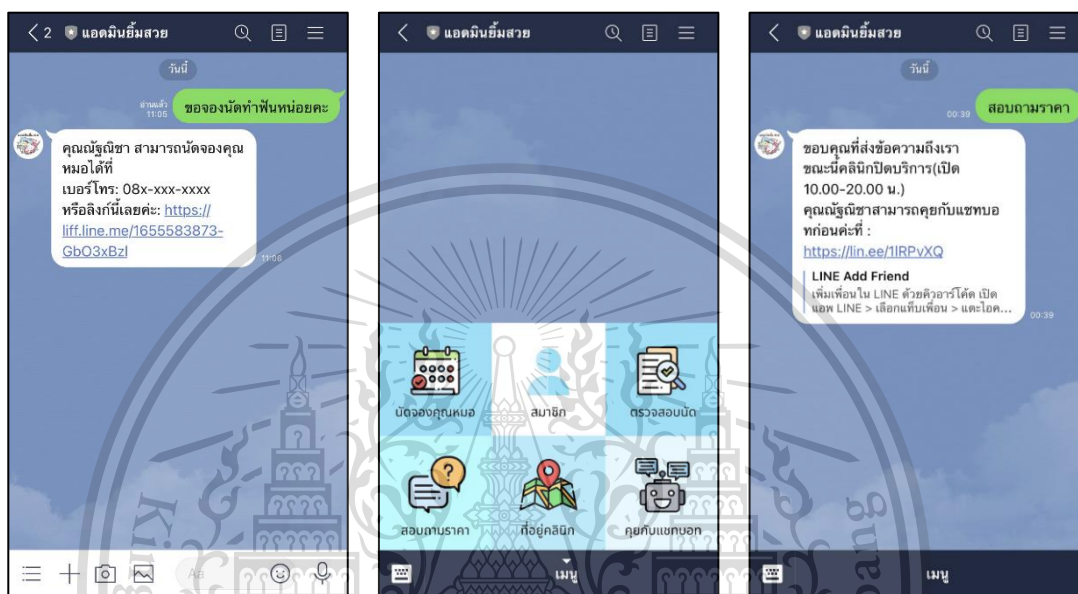 2 แอดมินยิ้มสวย
วันนี้
อ่านแล้ว
11:05
ขอจองนัดทำฟันหน่อยคะ
คุณณัฐณิชา สามารถนัดจองคุณ
หมอได้ที่
เบอร์โทร: 08x-xxx-xxxx
หรือลิงก์นี้เลยค่ะ: https://
liff.line.me/1655583873-
GbO3xBzl
11:06
Aa
แอดมินยิ้มสวย
นัดจองคุณหมอ
สมาชิก
ตรวจสอบนัด
สอบถามราคา
ที่อยู่คลินิก
คุยกับแชทบอท
เมนู
แอดมินยิ้มสวย
วันนี้
00:39
สอบถามราคา
ขอบคุณที่ส่งข้อความถึงเรา
ขณะนี้คลินิกปิดบริการ(เปิด
10.00-20.00 น.)
คุณณัฐณิชาสามารถคุยกับแชทบอ
ทก่อนค่ะที่ :
https://lin.ee/1lRPvXQ
LINE Add Friend
เพิ่มเพื่อนใน LINE ด้วยคิวอาร์โค้ด เปิด
แอพ LINE > เลือกแท็บเพื่อน > แตะไอค...
00:39
เมนู